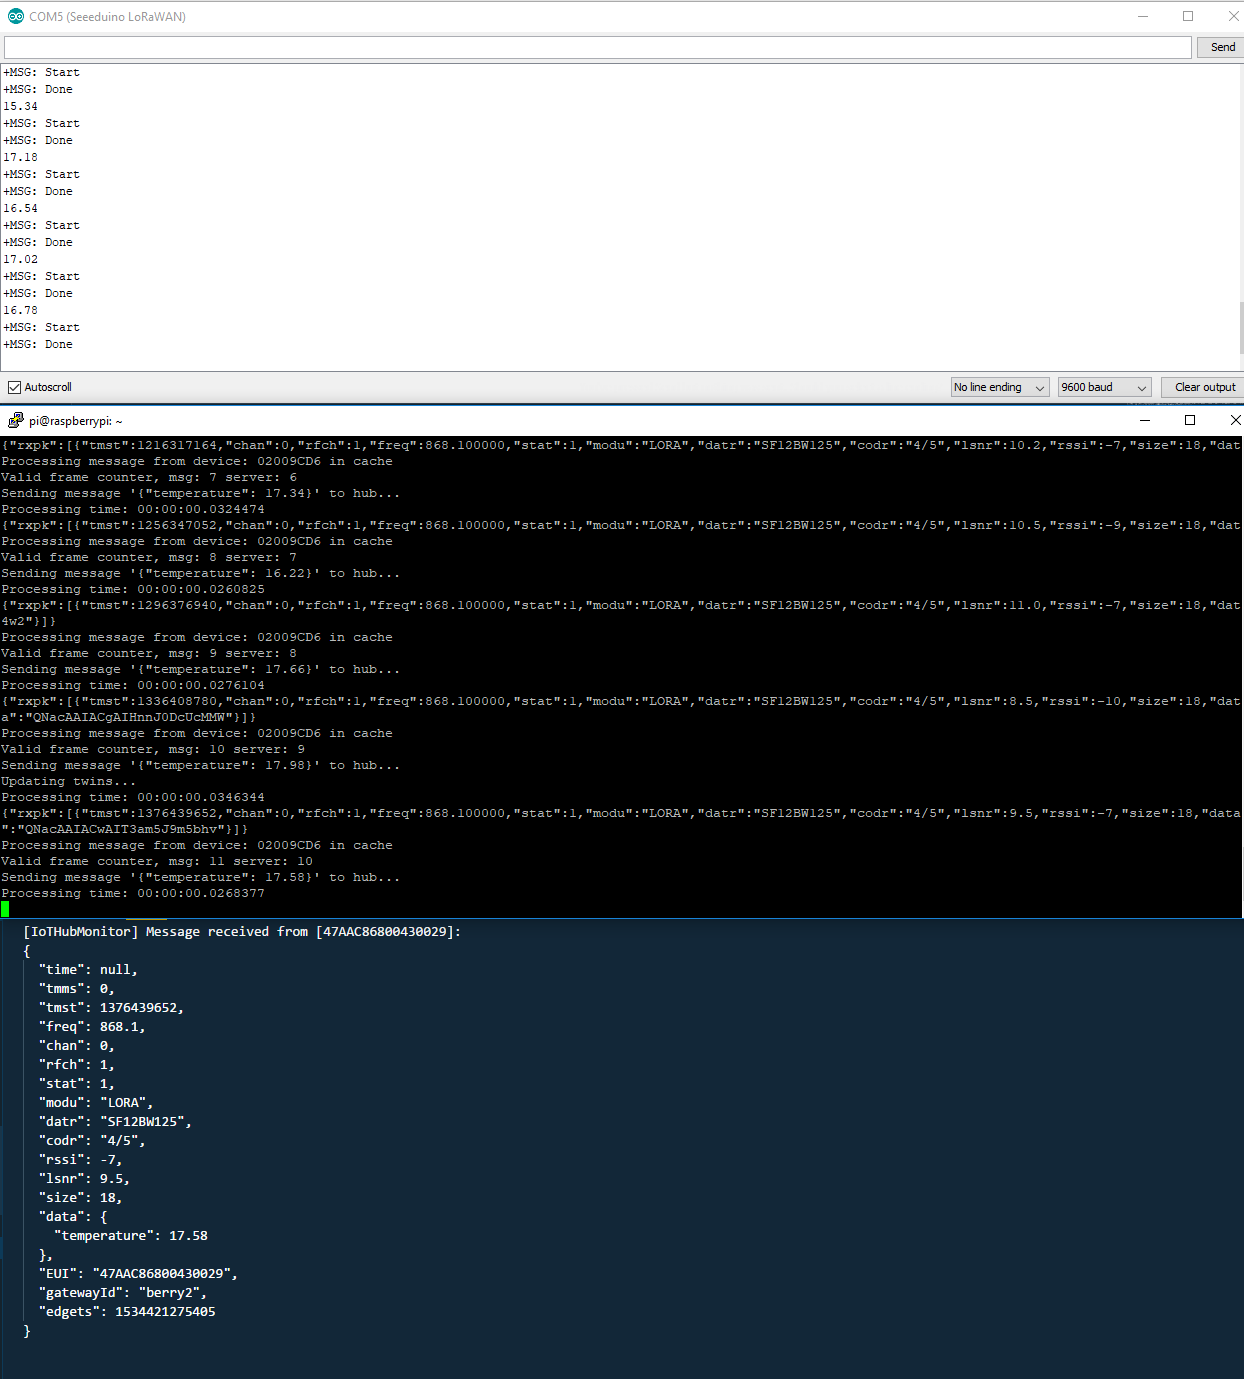 COM5 (Seeeduino LoRaWAN)
Send
+MSG: Start
+MSG: Done
15.34
+MSG: Start
+MSG: Done
17.18
+MSG: Start
+MSG: Done
16.54
+MSG: Start
+MSG: Done
17.02
+MSG: Start
+MSG: Done
16.78
+MSG: Start
+MSG: Done
Autoscroll
No line ending
9600 baud
Clear output
pi@raspberrypi: ~
{"rxpk":[{"tmst":1216317164,"chan":0,"rfch":1,"freq":868.100000,"stat":1,"modu":"LORA","datr":"SF12BW125","codr":"4/5","lsnr":10.2,"rssi":-7,"size":18,"dat
Processing message from device: 02009CD6 in cache
Valid frame counter, msg: 7 server: 6
Sending message '{"temperature": 17.34}' to hub...
Processing time: 00:00:00.0324474
{"rxpk":[{"tmst":1256347052,"chan":0,"rfch":1,"freq":868.100000,"stat":1,"modu":"LORA","datr":"SF12BW125","codr":"4/5","lsnr":10.5,"rssi":-9,"size":18,"dat
Processing message from device: 02009CD6 in cache
Valid frame counter, msg: 8 server: 7
Sending message '{"temperature": 16.22}' to hub...
Processing time: 00:00:00.0260825
{"rxpk":[{"tmst":1296376940,"chan":0,"rfch":1,"freq":868.100000,"stat":1,"modu":"LORA","datr":"SF12BW125","codr":"4/5","lsnr":11.0,"rssi":-7,"size":18,"dat
4w2"}]}
Processing message from device: 02009CD6 in cache
Valid frame counter, msg: 9 server: 8
Sending message '{"temperature": 17.66}' to hub...
Processing time: 00:00:00.0276104
{"rxpk":[{"tmst":1336408780,"chan":0,"rfch":1,"freq":868.100000,"stat":1,"modu":"LORA","datr":"SF12BW125","codr":"4/5","lsnr":8.5,"rssi":-10,"size":18,"dat
a":"QNacAAIACgAIHnnJ0DcUcMMW"}]}
Processing message from device: 02009CD6 in cache
Valid frame counter, msg: 10 server: 9
Sending message '{"temperature": 17.98}' to hub...
Updating twins...
Processing time: 00:00:00.0346344
{"rxpk":[{"tmst":1376439652,"chan":0,"rfch":1,"freq":868.100000,"stat":1,"modu":"LORA","datr":"SF12BW125","codr":"4/5","lsnr":9.5,"rssi":-7,"size":18,"data
":"QNacAAIACwAIT3am5J9m5bhv"}]}
Processing message from device: 02009CD6 in cache
Valid frame counter, msg: 11 server: 10
Sending message '{"temperature": 17.58}' to hub...
Processing time: 00:00:00.0268377
[IoTHubMonitor] Message received from [47AAC86800430029]:
{
"time": null,
"tmms": 0,
"tmst": 1376439652,
"freq": 868.1,
"chan": 0,
"rfch": 1,
"stat": 1,
"modu": "LORA",
"datr": "SF12BW125",
"codr": "4/5",
"rssi": -7,
"lsnr": 9.5,
"size": 18,
"data": {
"temperature": 17.58
},
"EUI": "47AAC86800430029",
"gatewayId": "berry2",
"edgets": 1534421275405
}